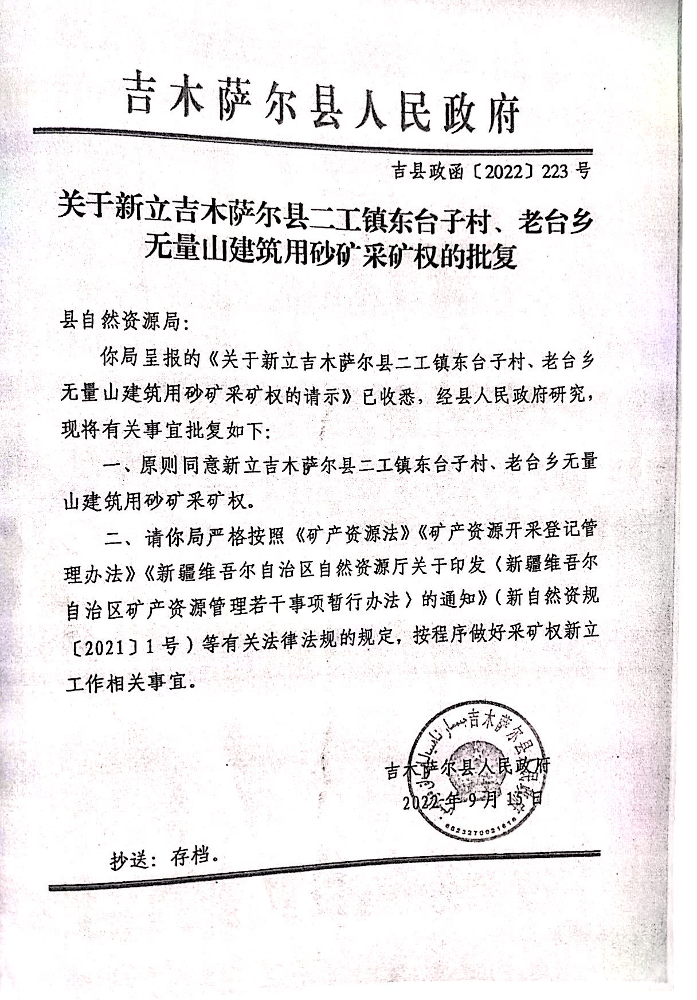 吉木萨尔县人民政府
吉县政函〔2022〕223号
关于新立吉木萨尔县二工镇东台子村、老台乡
无量山建筑用砂矿采矿权的批复
县自然资源局：
你局呈报的《关于新立吉木萨尔县二工镇东台子村、老台乡
无量山建筑用砂矿采矿权的请示》已收悉，经县人民政府研究，
现将有关事宜批复如下：
一、原则同意新立吉木萨尔县二工镇东台子村、老台乡无量
山建筑用砂矿采矿权。
二、请你局严格按照《矿产资源法》《矿产资源开采登记管
理办法》《新疆维吾尔自治区自然资源厅关于印发〈新疆维吾尔
自治区矿产资源管理若干事项暂行办法〉的通知》（新自然资规
〔2021〕1号）等有关法律法规的规定，按程序做好采矿权新立
工作相关事宜。
吉木萨尔县人民政府
吉木萨尔县人民政府
2022年9月15日
6523270021615
抄送：存档。